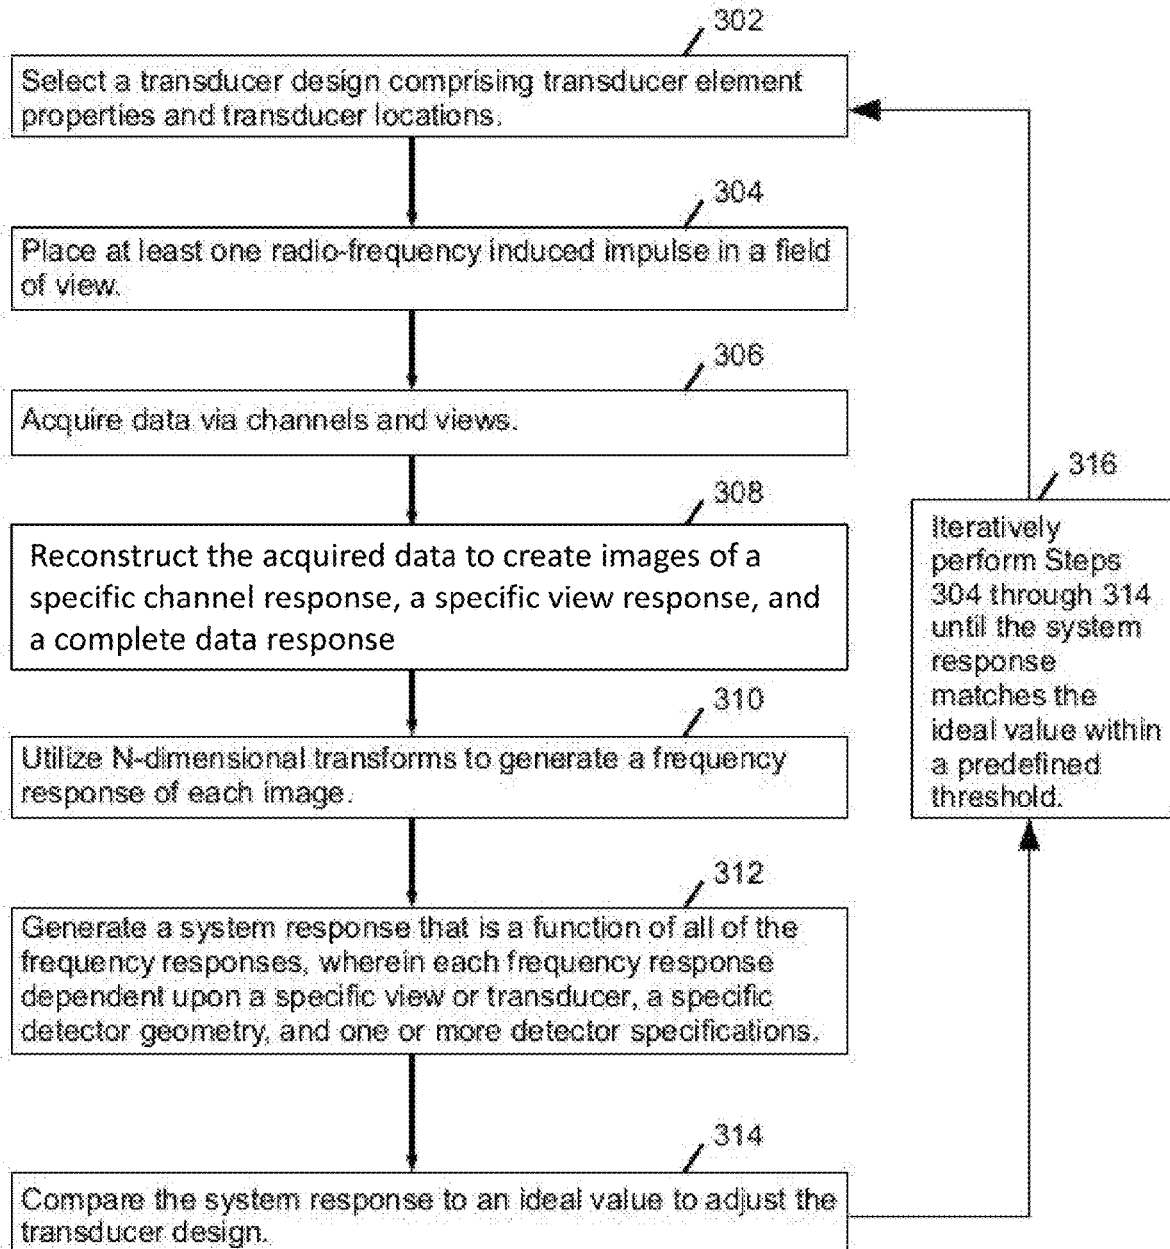 302
Select a transducer design comprising transducer element
properties and transducer locations.
304
Place at least one radio-frequency induced impulse in a field
of view.
306
Acquire data via channels and views.
308
Reconstruct the acquired data to create images of a
specific channel response, a specific view response, and
a complete data response
310
Utilize N-dimensional transforms to generate a frequency
response of each image.
312
Generate a system response that is a function of all of the
frequency responses, wherein each frequency response
dependent upon a specific view or transducer, a specific
detector geometry, and one or more detector specifications.
314
Compare the system response to an ideal value to adjust the
transducer design.
316
Iteratively
perform Steps
304 through 314
until the system
response
matches the
ideal value within
a predefined
threshold.